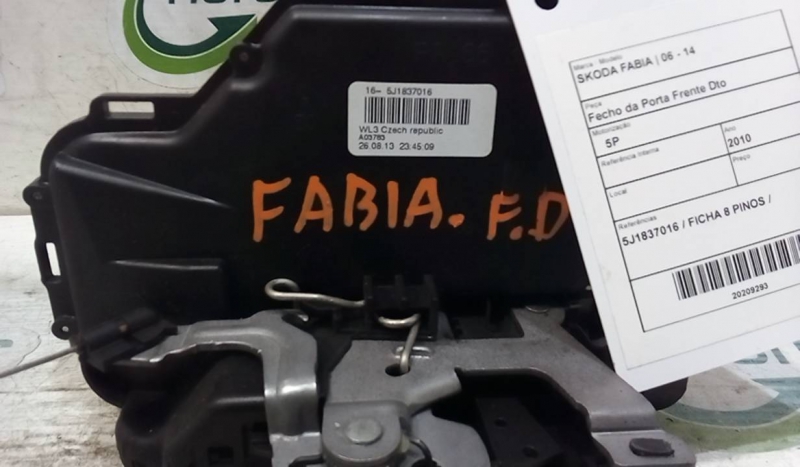 16- 5J1837016
WL3 Czech republic
A03783
26.08.13 23:45:09
FABIA. F.D
Marca / Modelo
SKODA FABIA | 06 - 14
Peça
Fecho da Porta Frente Dto
Motorização
5P
Ano
2010
Referência Interna
Preço
Local
Referências
5J1837016 / FICHA 8 PINOS /
20209293